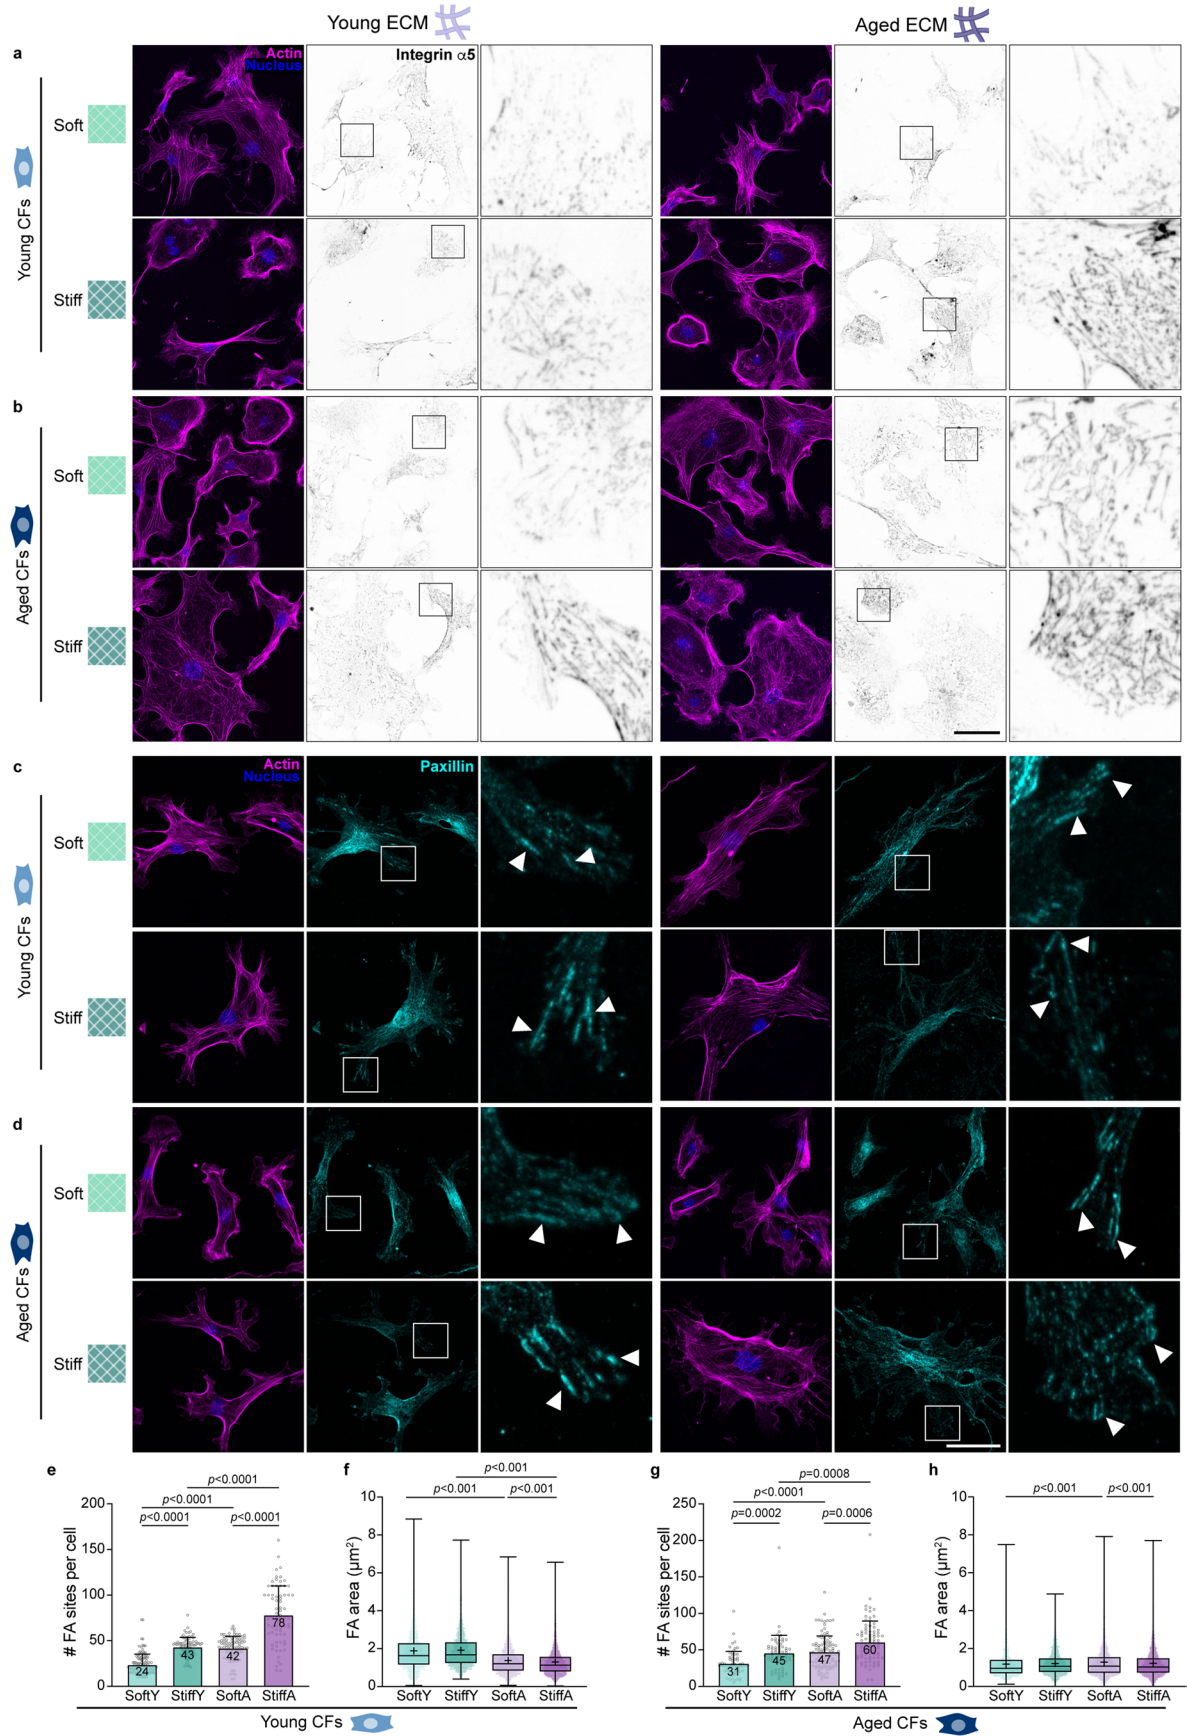 Young ECM
Aged ECM
a
Actin
Nucleus
Integrin α5
Young CFs
Soft
Stiff
b
Aged CFs
Soft
Stiff
c
Actin
Nucleus
Paxillin
Young CFs
Soft
Stiff
d
Aged CFs
Soft
Stiff
e
p<0.0001
p<0.0001
p<0.0001 p<0.0001
# FA sites per cell
200
150
100
50
0
24
43
42
78
SoftY StiffY SoftA StiffA
f
p<0.001
p<0.001 p<0.001
FA area (µm²)
10
8
6
4
2
0
SoftY StiffY SoftA StiffA
Young CFs
g
p=0.0008
p<0.0001
p=0.0002 p=0.0006
# FA sites per cell
250
200
150
100
50
0
31
45
47
60
SoftY StiffY SoftA StiffA
h
p<0.001 p<0.001
FA area (µm²)
10
8
6
4
2
0
SoftY StiffY SoftA StiffA
Aged CFs